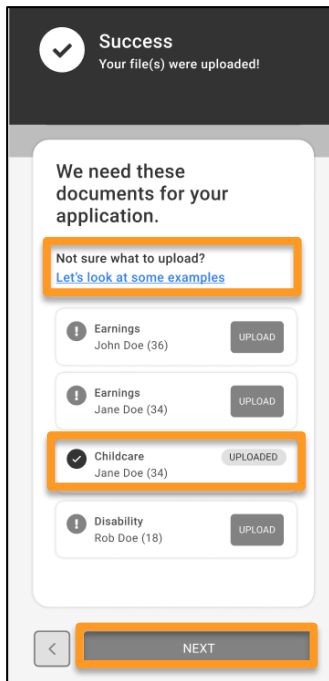 Success
Your file(s) were uploaded!
We need these
documents for your
application.
Not sure what to upload?
Let's look at some examples
Earnings
John Doe (36)
UPLOAD
Earnings
Jane Doe (34)
UPLOAD
Childcare
Jane Doe (34)
UPLOADED
Disability
Rob Doe (18)
UPLOAD
NEXT